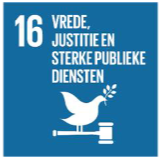 16 VREDE,
JUSTITIE EN
STERKE PUBLIEKE
DIENSTEN